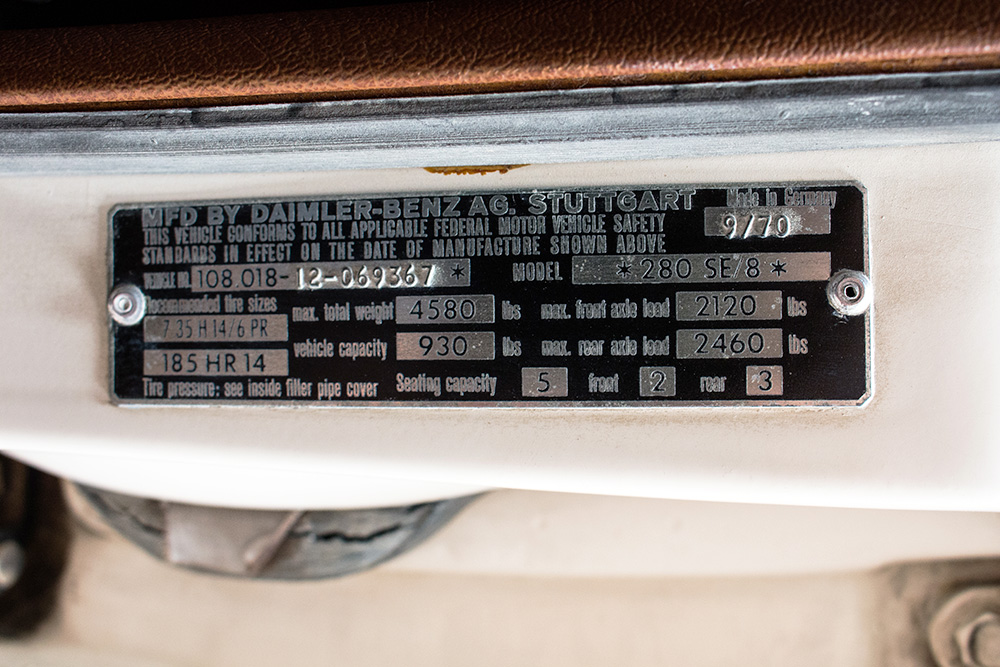 MFD BY DAIMLER-BENZ AG. STUTTGART Made in Germany
THIS VEHICLE CONFORMS TO ALL APPLICABLE FEDERAL MOTOR VEHICLE SAFETY 9/70
STANDARDS IN EFFECT ON THE DATE OF MANUFACTURE SHOWN ABOVE
VEHICLE No 108.018-12-069367 * MODEL * 280 SE/8 *
recommended tire sizes max. total weight 4580 lbs max. front axle load 2120 lbs
7.35 H 14/6 PR
vehicle capacity 930 lbs max. rear axle load 2460 lbs
185 HR 14
Tire pressure: see inside filler pipe cover Seating capacity 5 front 2 rear 3